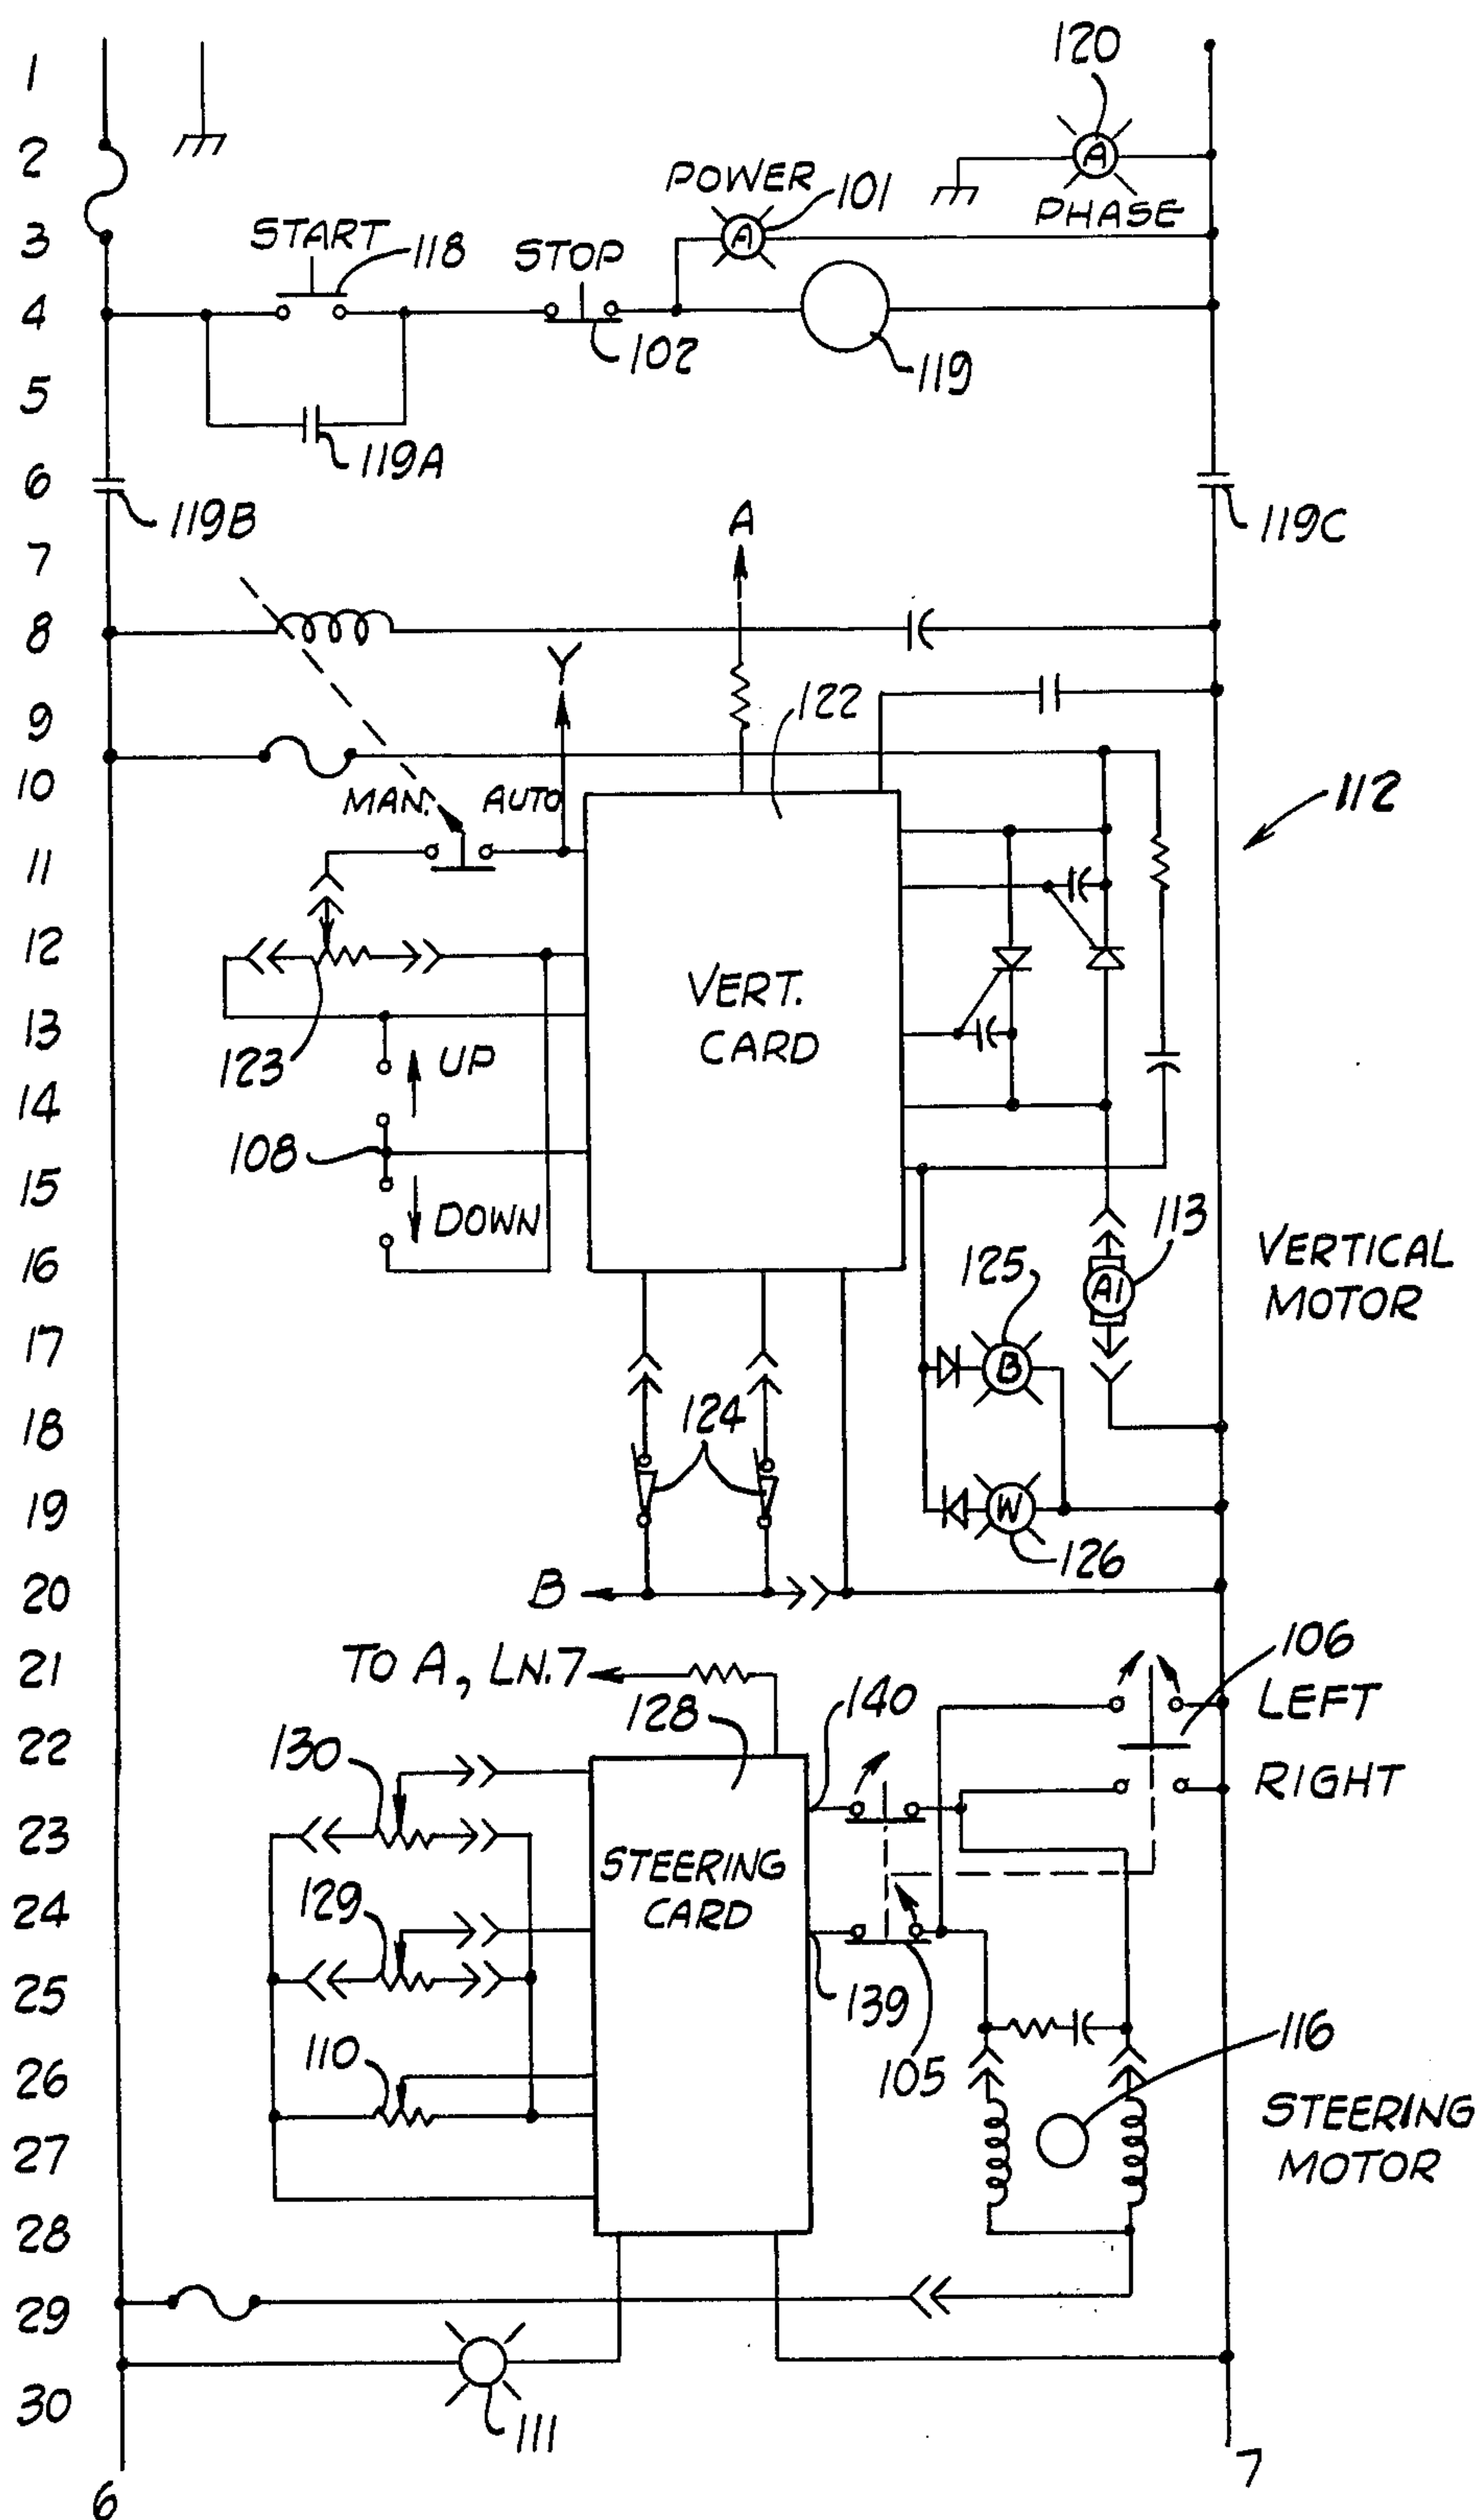 1
120
2
POWER
101
A
PHASE
3
START
118
STOP
A
4
102
119
5
119A
6
119B
A
119C
7
8
Y
122
9
10
MAN.
AUTO
112
11
12
VERT.
CARD
13
123
UP
14
108
15
DOWN
113
16
125
A1
VERTICAL
MOTOR
17
B
18
124
19
W
126
20
B
21
TO A, LN. 7
106
LEFT
128
140
22
130
RIGHT
23
STEERING
CARD
24
129
25
139
110
105
116
26
STEERING
MOTOR
27
28
29
30
111
6
7